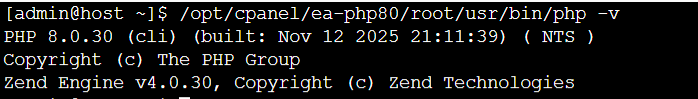 [admin@host ~]$ /opt/cpanel/ea-php80/root/usr/bin/php -v
PHP 8.0.30 (cli) (built: Nov 12 2025 21:11:39) ( NTS )
Copyright (c) The PHP Group
Zend Engine v4.0.30, Copyright (c) Zend Technologies